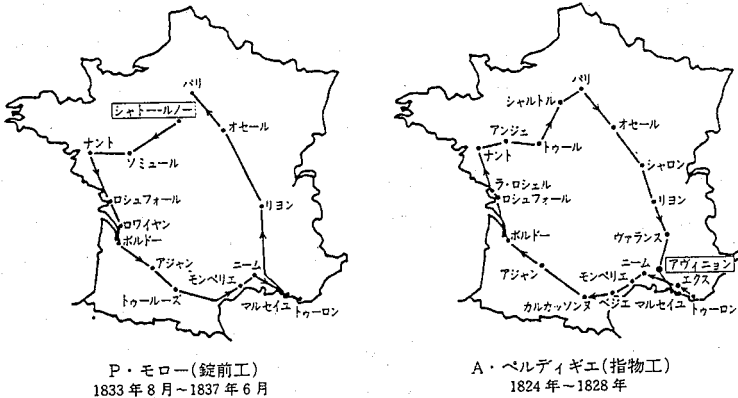 パリ
シャトールノー
オセール
ナント
ソミュール
ロシュフォール
ロワイヤン
ボルドー
リヨン
アジャン
ニーム
モンペリエ
トゥールーズ
マルセイユ
トゥーロン
P・モロー(錠前工)
1833年8月～1837年6月
パリ
シャルトル
アンジェ
オセール
ナント
トゥール
シャロン
ラ・ロシェル
ロシュフォール
リヨン
ボルドー
ヴァランス
アヴィニョン
ニーム
エクス
アジャン
モンペリエ
カルカッソンヌ
ベジエ
マルセイユ
トゥーロン
A・ペルディギエ(指物工)
1824年～1828年